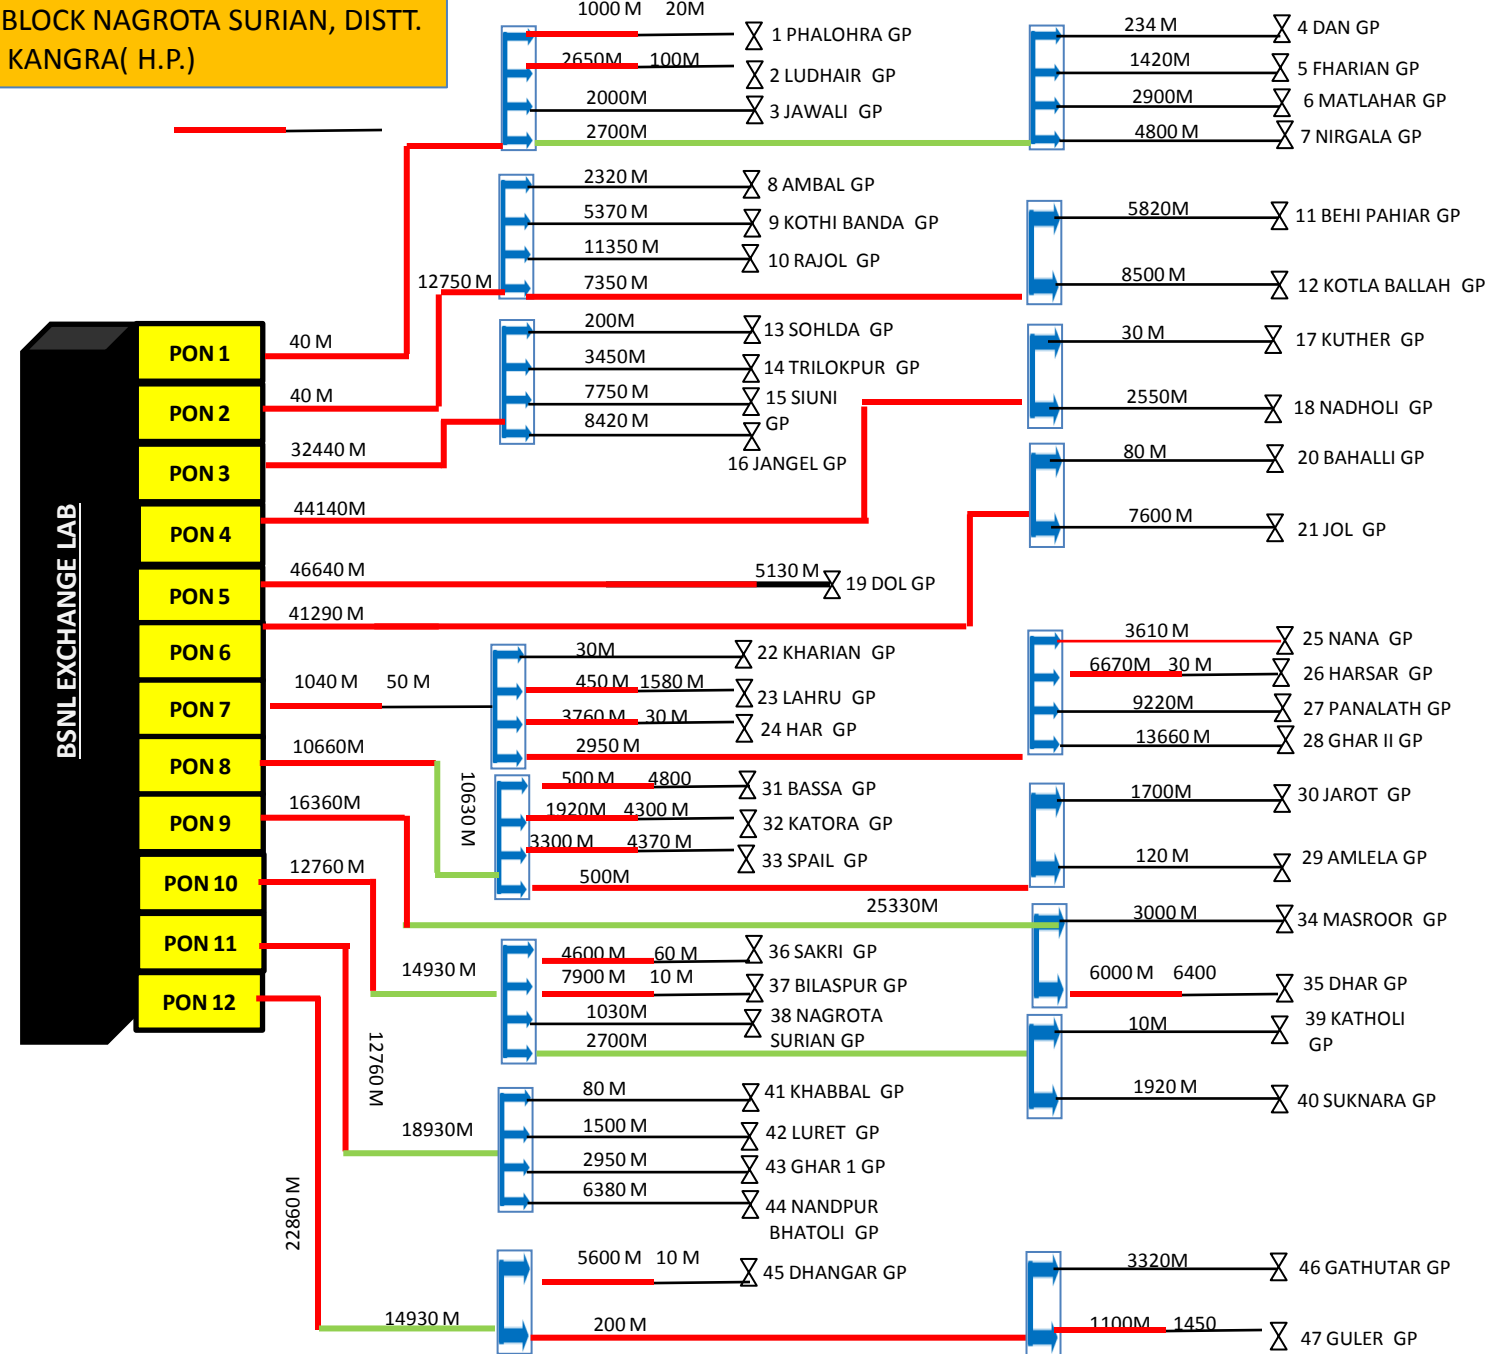 BLOCK NAGROTA SURIAN, DISTT.
KANGRA( H.P.)
1000 M 20M
1 PHALOHRA GP
2650M 100M
2 LUDHAIR GP
2000M
3 JAWALI GP
2700M
234 M
4 DAN GP
1420M
5 FHARIAN GP
2900M
6 MATLAHAR GP
4800 M
7 NIRGALA GP
2320 M
8 AMBAL GP
5370 M
9 KOTHI BANDA GP
11350 M
10 RAJOL GP
12750 M
7350 M
5820M
11 BEHI PAHIAR GP
8500 M
12 KOTLA BALLAH GP
200M
13 SOHLDA GP
3450M
14 TRILOKPUR GP
7750 M
15 SIUNI
GP
8420 M
16 JANGEL GP
30 M
17 KUTHER GP
2550M
18 NADHOLI GP
BSNL EXCHANGE LAB
PON 1
40 M
PON 2
40 M
PON 3
32440 M
PON 4
44140M
PON 5
46640 M
5130 M
19 DOL GP
41290 M
80 M
20 BAHALLI GP
7600 M
21 JOL GP
PON 6
PON 7
1040 M 50 M
30M
22 KHARIAN GP
450 M 1580 M
23 LAHRU GP
3760 M 30 M
24 HAR GP
2950 M
3610 M
25 NANA GP
6670M 30 M
26 HARSAR GP
9220M
27 PANALATH GP
13660 M
28 GHAR II GP
PON 8
10660M
10630 M
500 M 4800
31 BASSA GP
1920M 4300 M
32 KATORA GP
3300 M 4370 M
33 SPAIL GP
500M
1700M
30 JAROT GP
120 M
29 AMLELA GP
PON 9
16360M
25330M
3000 M
34 MASROOR GP
6000 M 6400
35 DHAR GP
PON 10
12760M
14930 M
4600 M 60 M
36 SAKRI GP
7900 M 10 M
37 BILASPUR GP
1030M
38 NAGROTA
SURIAN GP
2700M
10M
39 KATHOLI
GP
1920 M
40 SUKNARA GP
PON 11
12760 M
18930M
80 M
41 KHABBAL GP
1500 M
42 LURET GP
2950 M
43 GHAR 1 GP
6380 M
44 NANDPUR
BHATOLI GP
PON 12
22860 M
14930 M
5600 M 10 M
45 DHANGAR GP
200 M
3320M
46 GATHUTAR GP
1100M 1450
47 GULER GP